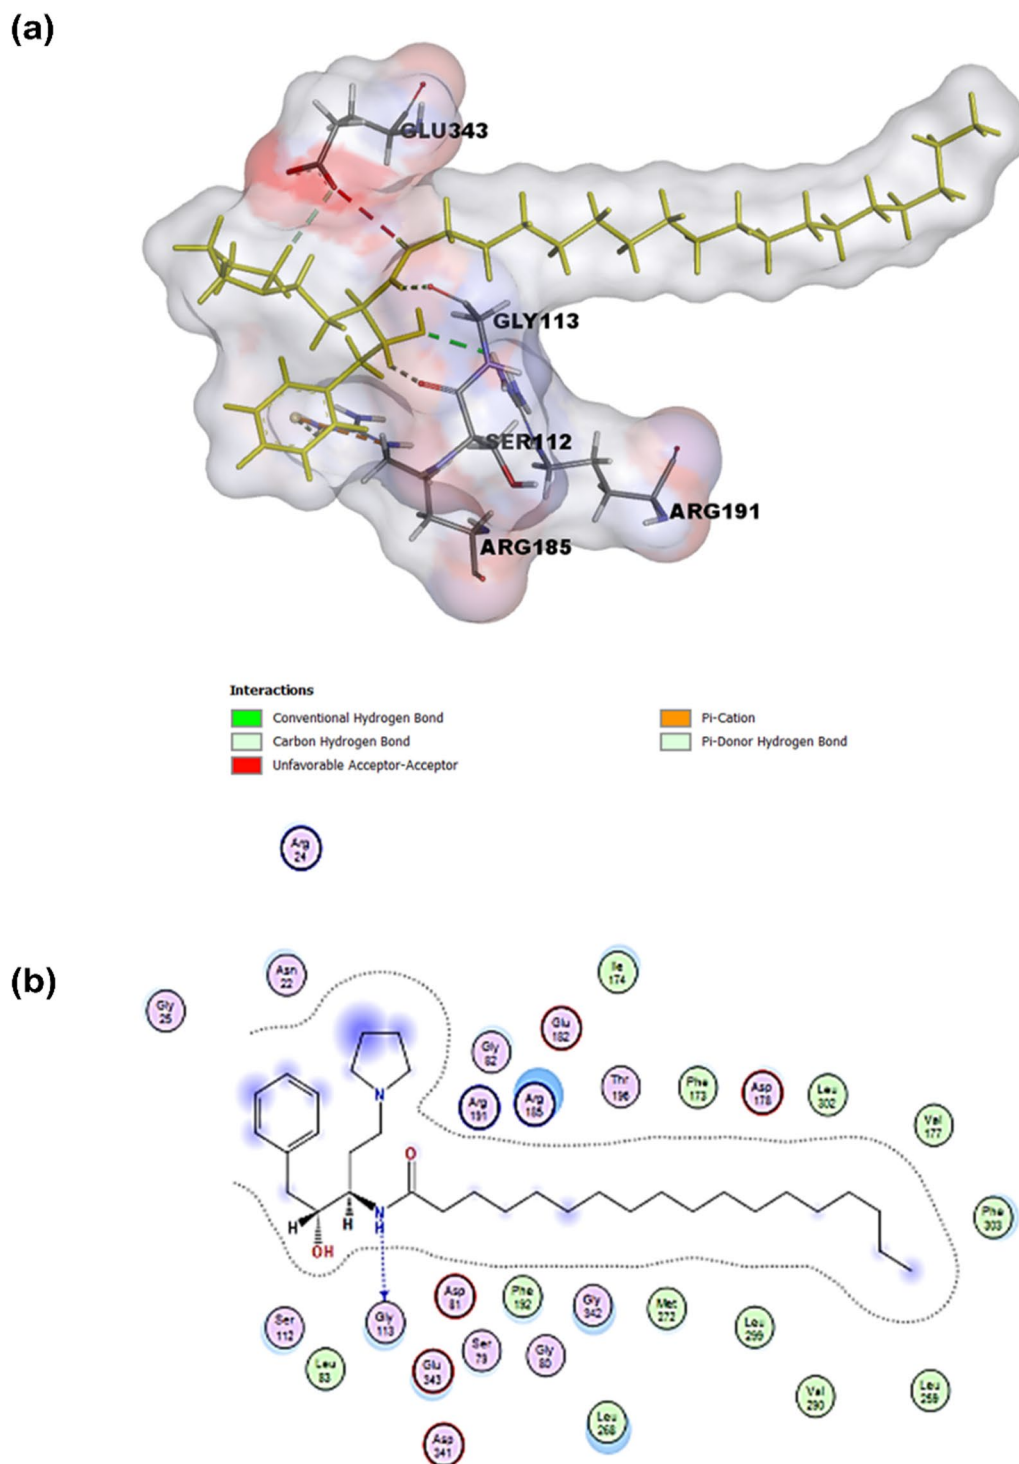 (a)
GLU343
GLY113
SER112
ARG191
ARG185
Interactions
Conventional Hydrogen Bond
Carbon Hydrogen Bond
Unfavorable Acceptor-Acceptor
Pi-Cation
Pi-Donor Hydrogen Bond
Arg
24
(b)
Asn
22
Gly
25
Ile
174
Glu
182
Gly
82
Arg
191
Arg
185
Thr
196
Phe
173
Asp
178
Leu
302
Val
177
Phe
303
N
O
N
H
H
H
OH
Ser
112
Gly
113
Leu
83
Asp
81
Phe
192
Gly
342
Met
272
Leu
299
Ser
79
Gly
80
Glu
343
Asp
341
Leu
268
Val
290
Leu
259